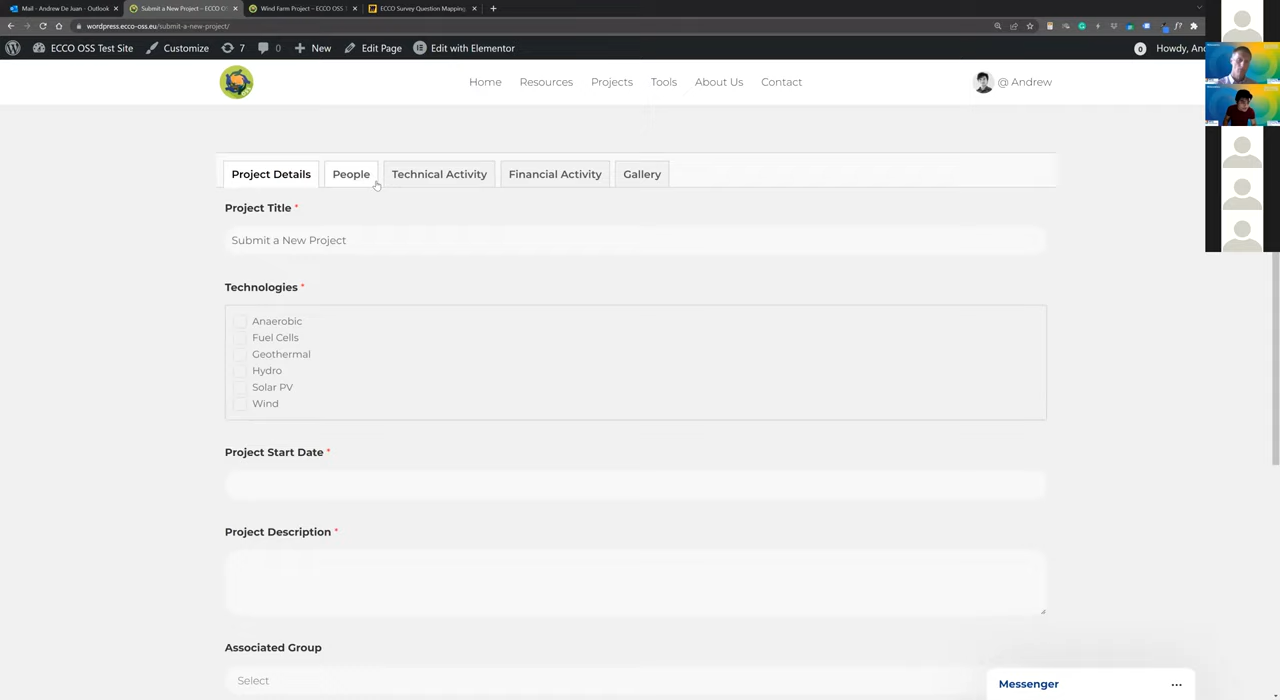 Mail - Andrew De Juan - Outlook
Submit a New Project – ECCO O
Wind Farm Project – ECCO OSS
ECCO Survey Question Mapping
wordpress.ecco-oss.eu/submit-a-new-project/
ECCO OSS Test Site
Customize
7
0
New
Edit Page
Edit with Elementor
0
Howdy, And
Home
Resources
Projects
Tools
About Us
Contact
@ Andrew
Project Details
People
Technical Activity
Financial Activity
Gallery
Project Title *
Submit a New Project
Technologies *
Anaerobic
Fuel Cells
Geothermal
Hydro
Solar PV
Wind
Project Start Date *
Project Description *
Associated Group
Select
Messenger